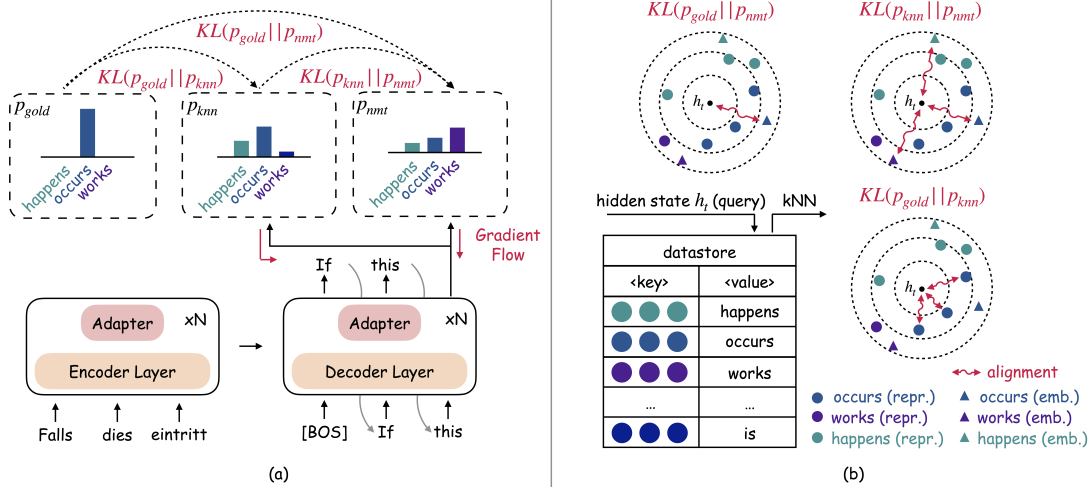 KL(p_gold||p_nmt)
KL(p_gold||p_knn) KL(p_knn||p_nmt)
p_gold p_knn p_nmt
happens occurs works
happens occurs works
happens occurs works
Gradient
Flow
If this
Adapter xN
Encoder Layer
Adapter xN
Decoder Layer
Falls dies eintritt
[BOS] If this
(a)
KL(p_gold||p_nmt) KL(p_knn||p_nmt)
h_t
h_t
hidden state h_t (query) kNN
datastore
<key> <value>
happens
occurs
works
... ...
is
KL(p_gold||p_knn)
h_t
alignment
occurs (repr.) occurs (emb.)
works (repr.) works (emb.)
happens (repr.) happens (emb.)
(b)